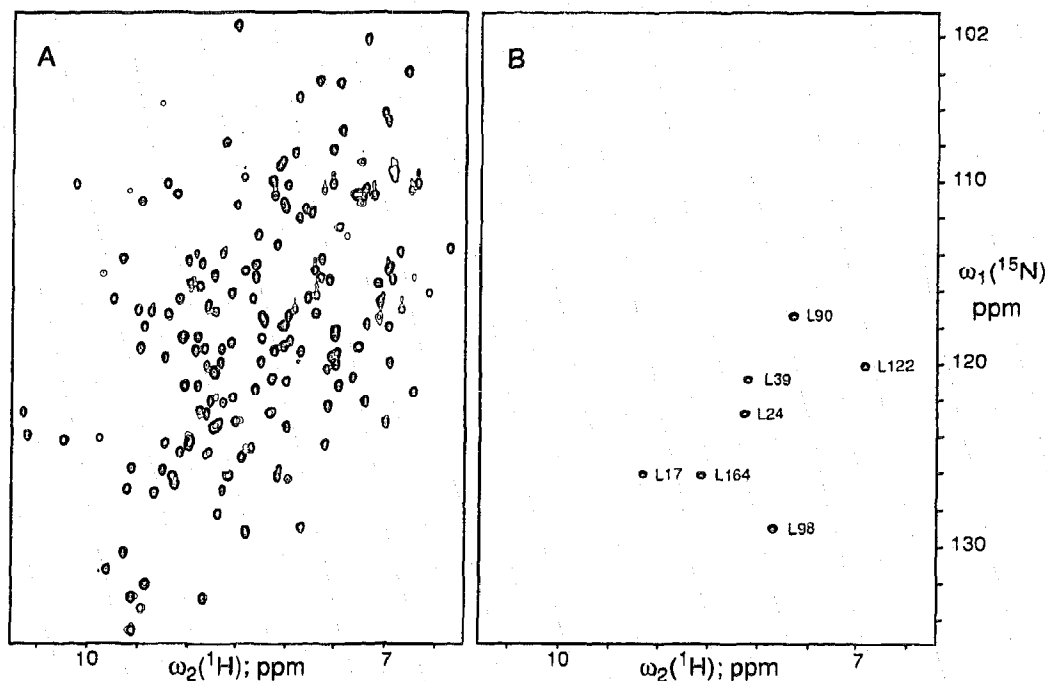 A
B
102
110
ω₁(¹⁵N)
ppm
L90
120
L122
L39
L24
L17
L164
L98
130
10
7
10
7
ω₂(¹H); ppm
ω₂(¹H); ppm